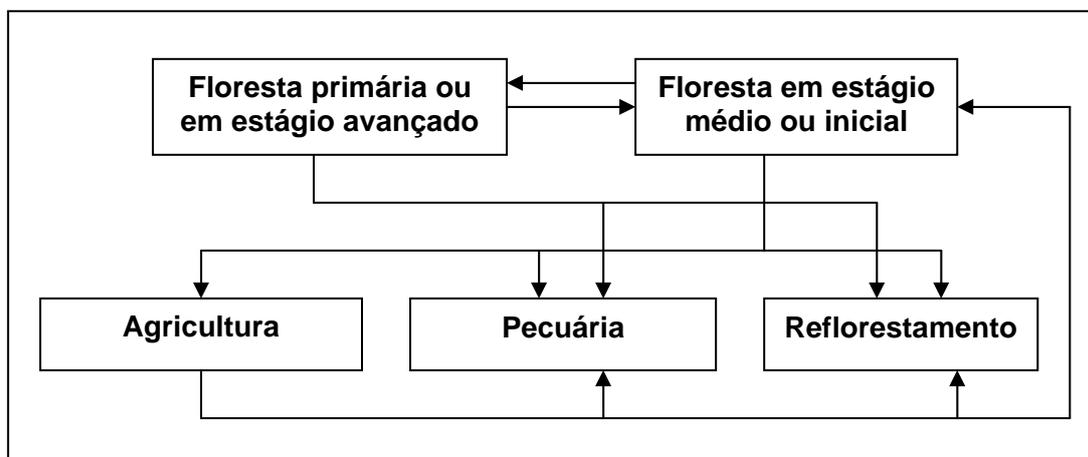 Floresta primária ou
em estágio avançado
Floresta em estágio
médio ou inicial
Agricultura
Pecuária
Reflorestamento